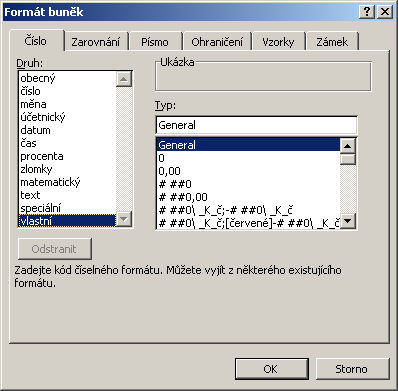 Formát buněk
Číslo
Zarovnání
Písmo
Ohraničení
Vzorky
Zámek
Druh:
obecný
číslo
měna
účetnický
datum
čas
procenta
zlomky
matematický
text
speciální
vlastní
Ukázka
Typ:
General
General
0
0,00
# ##0
# ##0,00
# ##0\ _K_č;-# ##0\ _K_č
# ##0\ _K_č;[červené]-# ##0\ _K_č
Odstranit
Zadejte kód číselného formátu. Můžete vyjít z některého existujícího
formátu.
OK
Storno